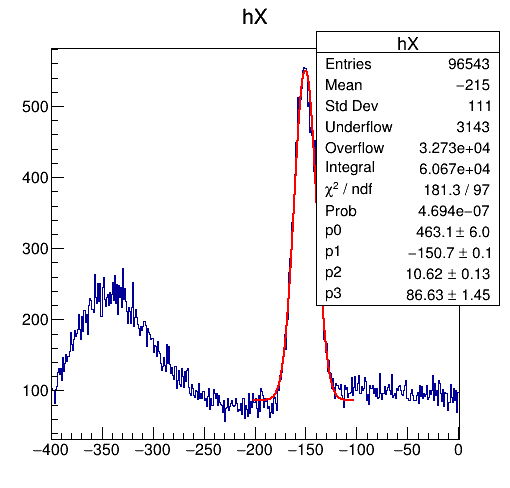 hX
hX
Entries 96543
Mean −215
Std Dev 111
Underflow 3143
Overflow 3.273e+04
Integral 6.067e+04
χ² / ndf 181.3 / 97
Prob 4.694e−07
p0 463.1 ± 6.0
p1 −150.7 ± 0.1
p2 10.62 ± 0.13
p3 86.63 ± 1.45
500
400
300
200
100
−400 −350 −300 −250 −200 −150 −100 −50 0